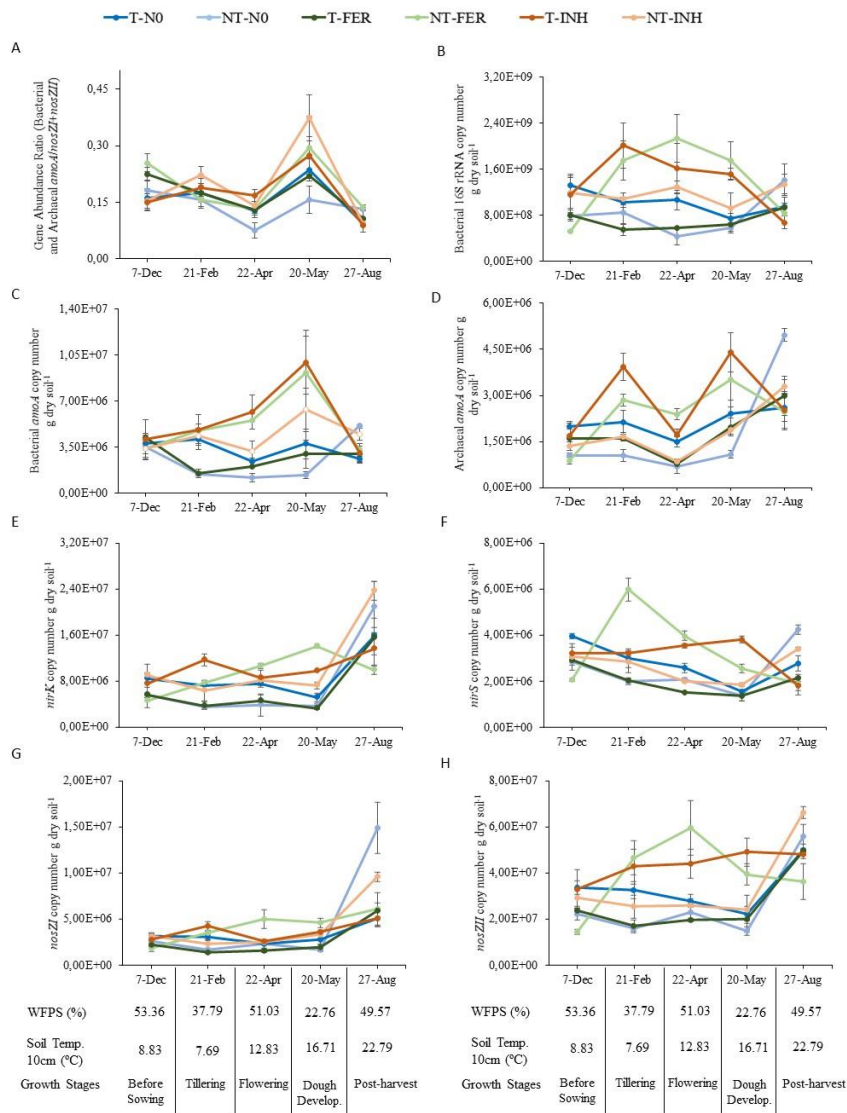 T-N0 NT-N0 T-FER NT-FER T-INH NT-INH
A
Gene Abundance Ratio (Bacterial
and Archaeal amoA/nosZI+nosZII)
0,45
0,30
0,15
0,00
7-Dec 21-Feb 22-Apr 20-May 27-Aug
B
Bacterial 16S rRNA copy number
g dry soil-1
3,20E+09
2,40E+09
1,60E+09
8,00E+08
0,00E+00
7-Dec 21-Feb 22-Apr 20-May 27-Aug
C
Bacterial amoA copy number
g dry soil-1
1,40E+07
1,05E+07
7,00E+06
3,50E+06
0,00E+00
7-Dec 21-Feb 22-Apr 20-May 27-Aug
D
Archaeal amoA copy number g
dry soil-1
6,00E+06
4,50E+06
3,00E+06
1,50E+06
0,00E+00
7-Dec 21-Feb 22-Apr 20-May 27-Aug
E
nirK copy number g dry soil-1
3,20E+07
2,40E+07
1,60E+07
8,00E+06
0,00E+00
7-Dec 21-Feb 22-Apr 20-May 27-Aug
F
nirS copy number g dry soil-1
8,00E+06
6,00E+06
4,00E+06
2,00E+06
0,00E+00
7-Dec 21-Feb 22-Apr 20-May 27-Aug
G
nosZI copy number g dry soil-1
2,00E+07
1,50E+07
1,00E+07
5,00E+06
0,00E+00
7-Dec 21-Feb 22-Apr 20-May 27-Aug
WFPS (%) 53.36 37.79 51.03 22.76 49.57
Soil Temp.
10cm (ºC) 8.83 7.69 12.83 16.71 22.79
Growth Stages Before Tillering Flowering Dough Post-harvest
Sowing Develop.
H
nosZII copy number g dry soil-1
8,00E+07
6,00E+07
4,00E+07
2,00E+07
0,00E+00
7-Dec 21-Feb 22-Apr 20-May 27-Aug
WFPS (%) 53.36 37.79 51.03 22.76 49.57
Soil Temp.
10cm (ºC) 8.83 7.69 12.83 16.71 22.79
Growth Stages Before Tillering Flowering Dough Post-harvest
Sowing Develop.